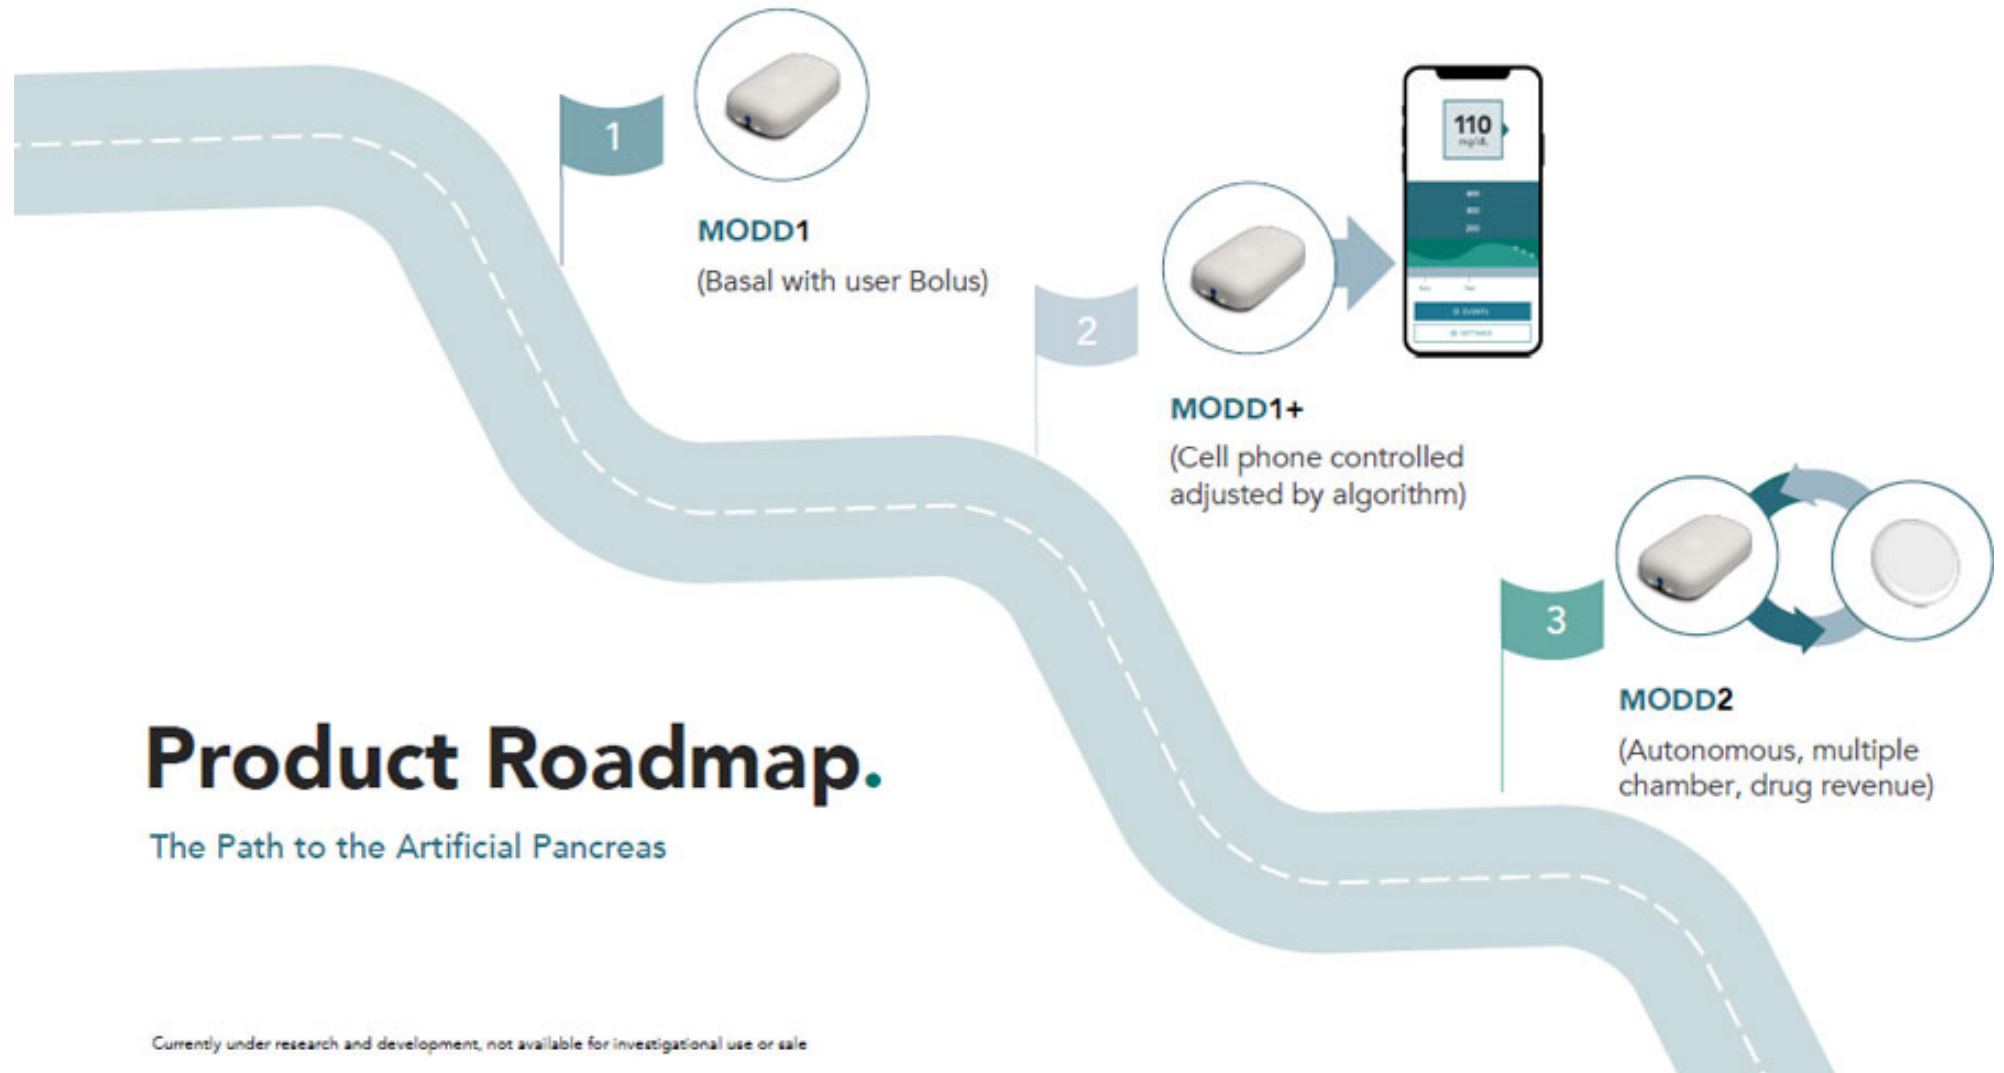 1
MODD1
(Basal with user Bolus)
110
mg/dL
2
MODD1+
(Cell phone controlled
adjusted by algorithm)
3
MODD2
(Autonomous, multiple
chamber, drug revenue)
Product Roadmap.
The Path to the Artificial Pancreas
Currently under research and development, not available for investigational use or sale